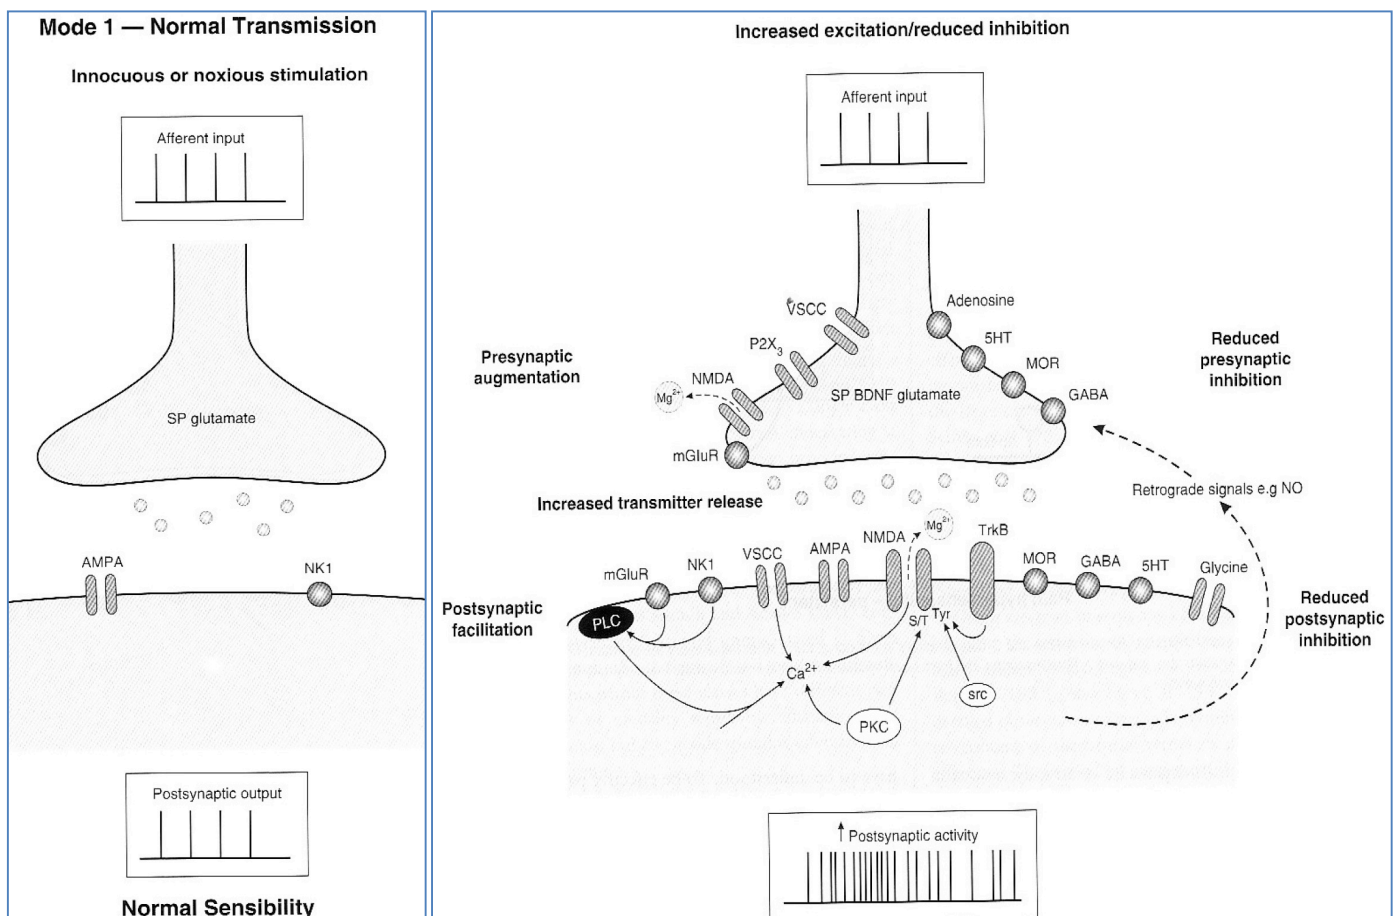 Mode 1 — Normal Transmission
Innocuous or noxious stimulation
Afferent input
SP glutamate
AMPA
NK1
Postsynaptic output
Normal Sensibility
Increased excitation/reduced inhibition
Afferent input
VSCC
P2X3
NMDA
Mg2+
mGluR
Adenosine
5HT
MOR
GABA
SP BDNF glutamate
Presynaptic
augmentation
Reduced
presynaptic
inhibition
Increased transmitter release
Retrograde signals e.g NO
mGluR
NK1
VSCC
AMPA
NMDA
Mg2+
TrkB
MOR
GABA
5HT
Glycine
Postsynaptic
facilitation
PLC
S/T
Tyr
Ca2+
PKC
src
Reduced
postsynaptic
inhibition
↑ Postsynaptic activity